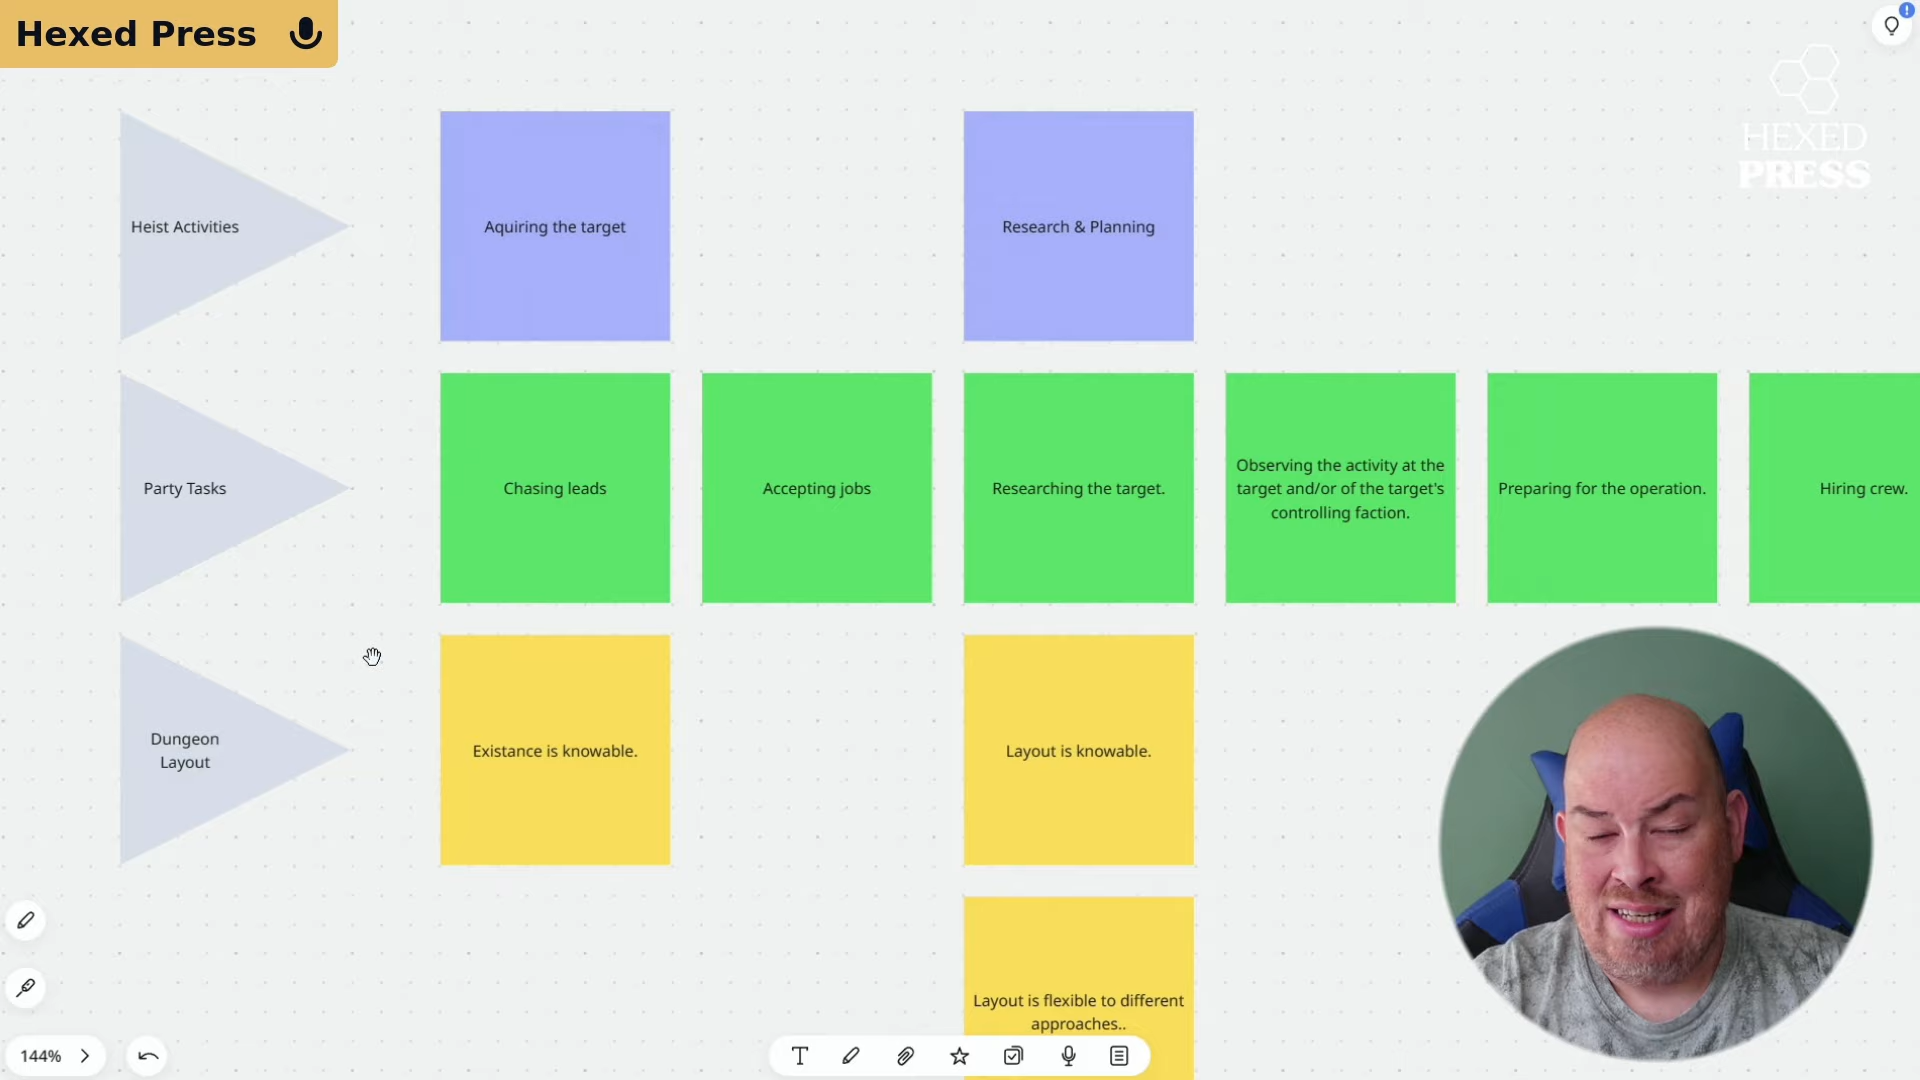 Hexed Press
HEXED
PRESS
Heist Activities
Aquiring the target
Research & Planning
Party Tasks
Chasing leads
Accepting jobs
Researching the target.
Observing the activity at the
target and/or of the target's
controlling faction.
Preparing for the operation.
Hiring crew.
Dungeon
Layout
Existance is knowable.
Layout is knowable.
Layout is flexible to different
approaches..
144%